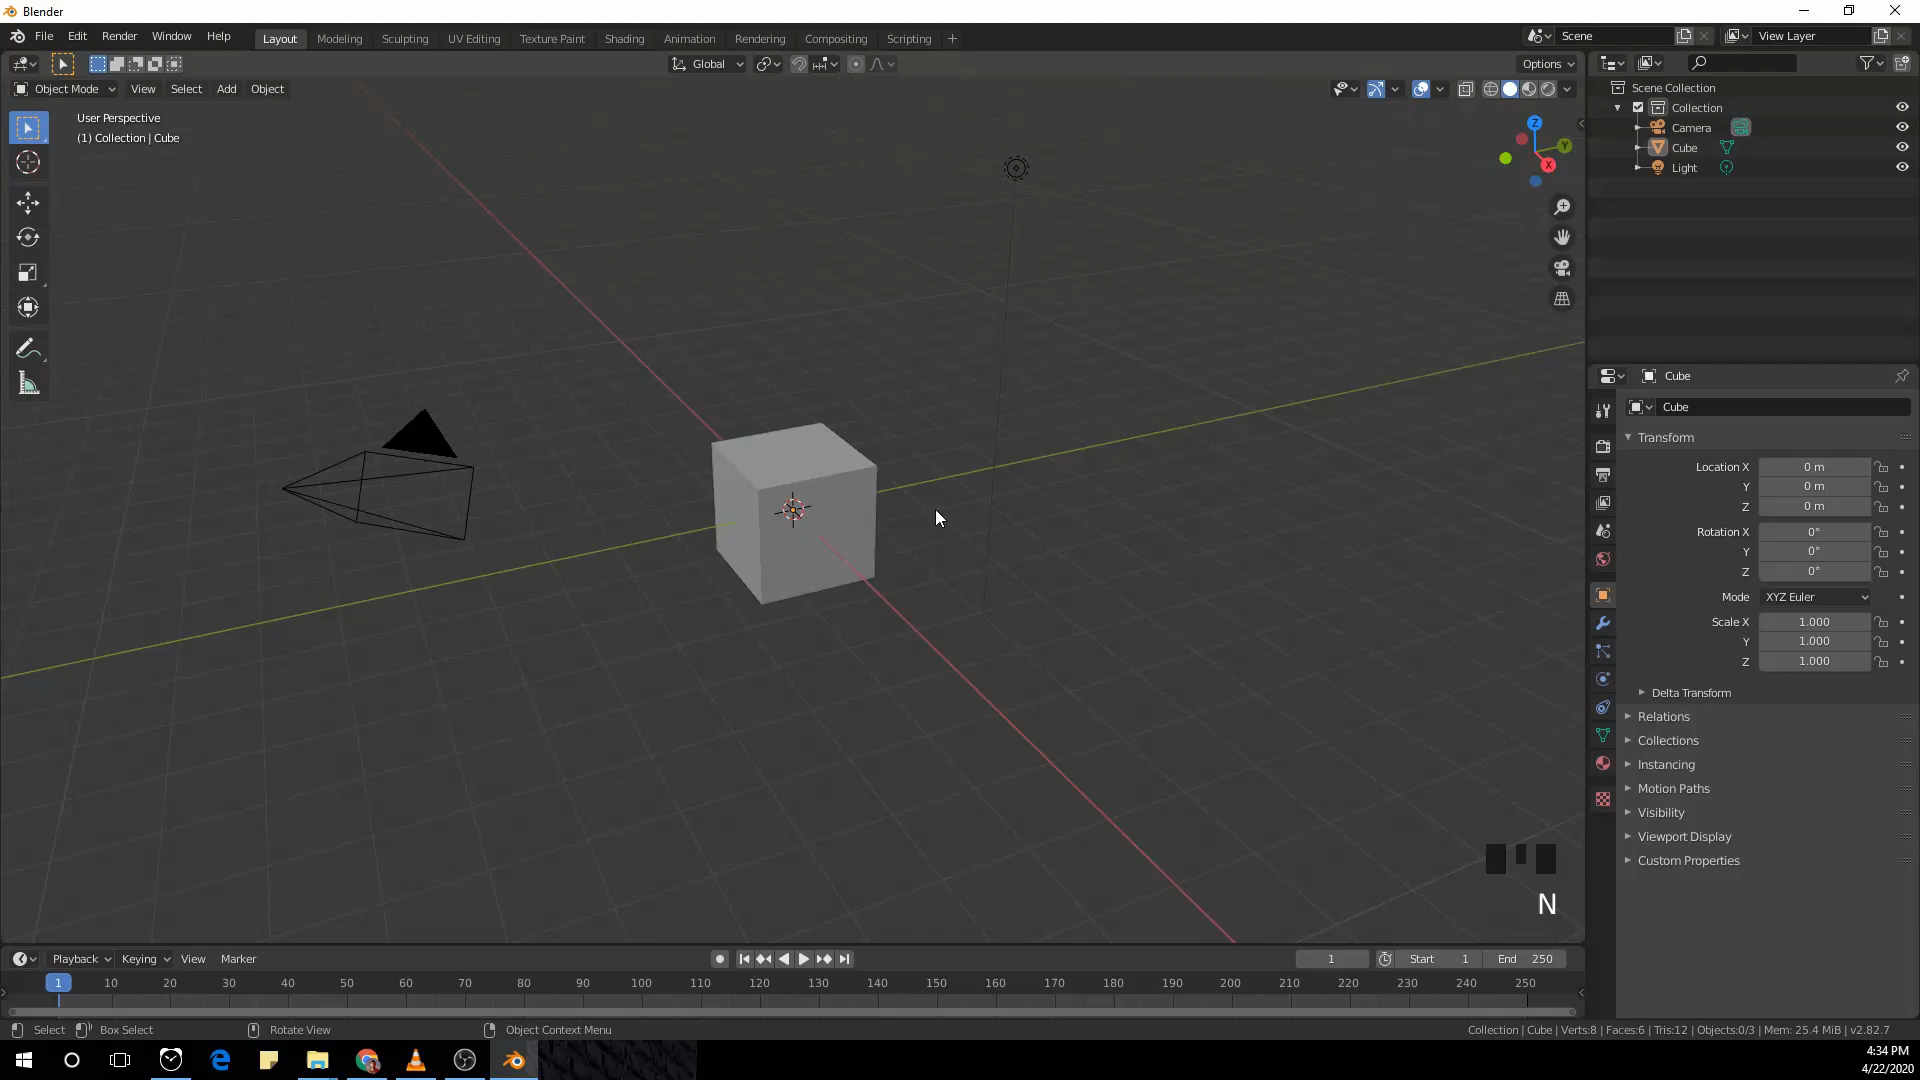 Blender
File Edit Render Window Help Layout Modeling Sculpting UV Editing Texture Paint Shading Animation Rendering Compositing Scripting + Scene View Layer
Global Options
Object Mode View Select Add Object
User Perspective
(1) Collection | Cube
Z
Y
X
Scene Collection
Collection
Camera
Cube
Light
Cube
Cube
Transform
Location X 0 m
Y 0 m
Z 0 m
Rotation X 0°
Y 0°
Z 0°
Mode XYZ Euler
Scale X 1.000
Y 1.000
Z 1.000
Delta Transform
Relations
Collections
Instancing
Motion Paths
Visibility
Viewport Display
Custom Properties
N
Playback Keying View Marker 1 Start 1 End 250
1 10 20 30 40 50 60 70 80 90 100 110 120 130 140 150 160 170 180 190 200 210 220 230 240 250
Select Box Select Rotate View Object Context Menu Collection | Cube | Verts:8 | Faces:6 | Tris:12 | Objects:0/3 | Mem: 25.4 MiB | v2.82.7
4:34 PM
4/22/2020